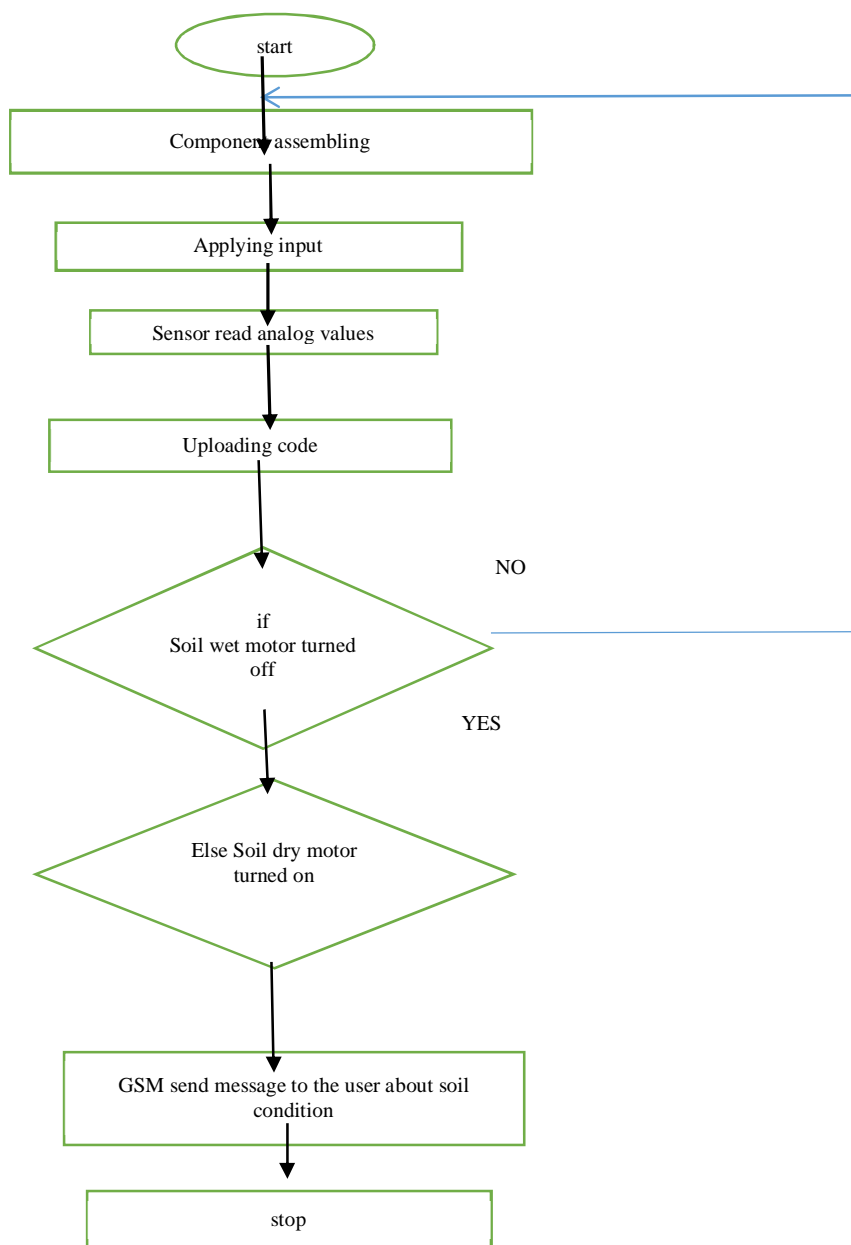 start
Component assembling
Applying input
Sensor read analog values
Uploading code
NO
if
Soil wet motor turned
off
YES
Else Soil dry motor
turned on
GSM send message to the user about soil
condition
stop